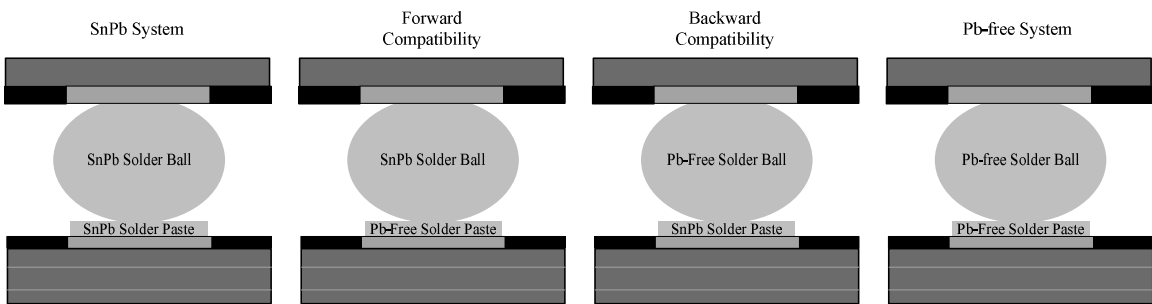 SnPb System
Forward
Compatibility
Backward
Compatibility
Pb-free System
SnPb Solder Ball
SnPb Solder Ball
Pb-Free Solder Ball
Pb-free Solder Ball
SnPb Solder Paste
Pb-Free Solder Paste
SnPb Solder Paste
Pb-Free Solder Paste